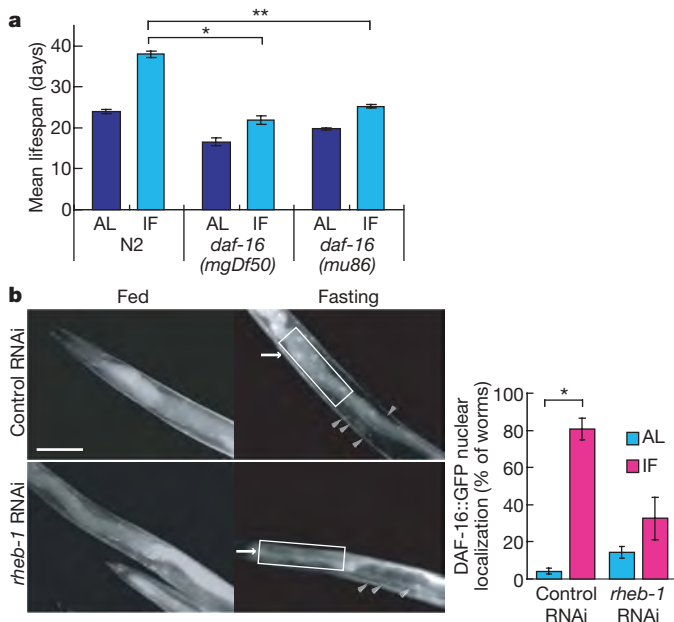 a
**
*
Mean lifespan (days)
40
30
20
10
0
AL IF AL IF AL IF
N2 daf-16 daf-16
(mgDf50) (mu86)
b
Fed Fasting
Control RNAi
rheb-1 RNAi
DAF-16::GFP nuclear
localization (% of worms)
100
80
60
40
20
0
*
AL
IF
Control rheb-1
RNAi RNAi